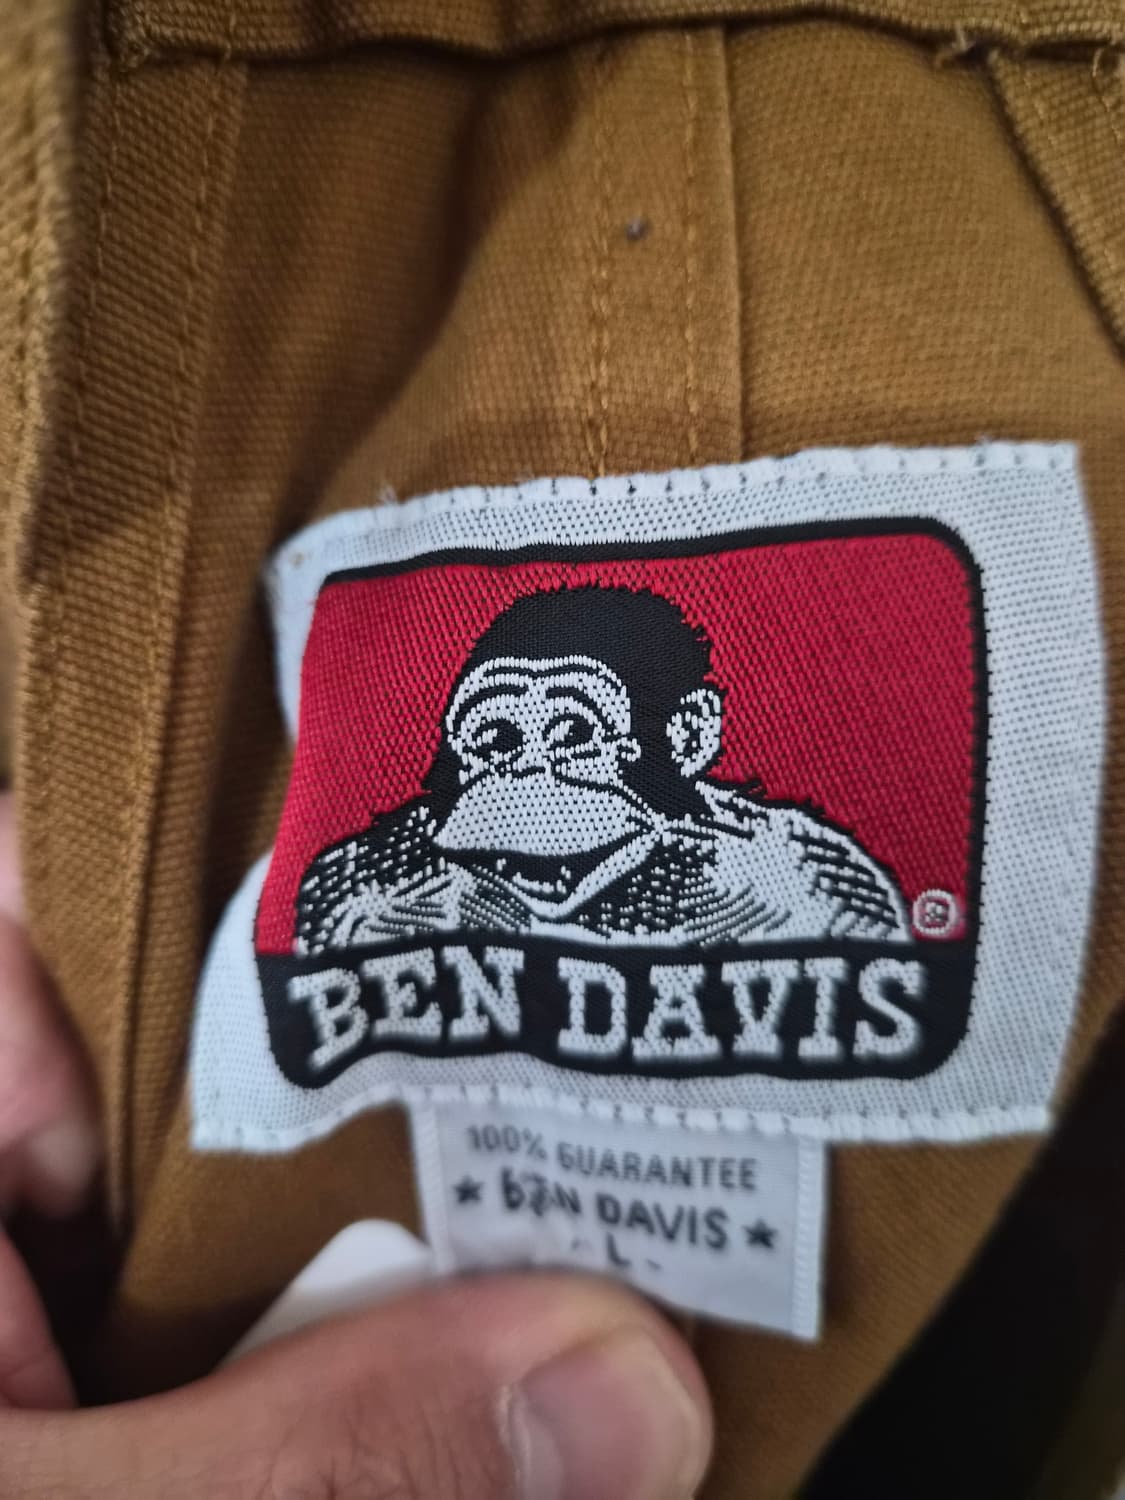 ®
BEN DAVIS
100% GUARANTEE
★ BEN DAVIS ★
- L -